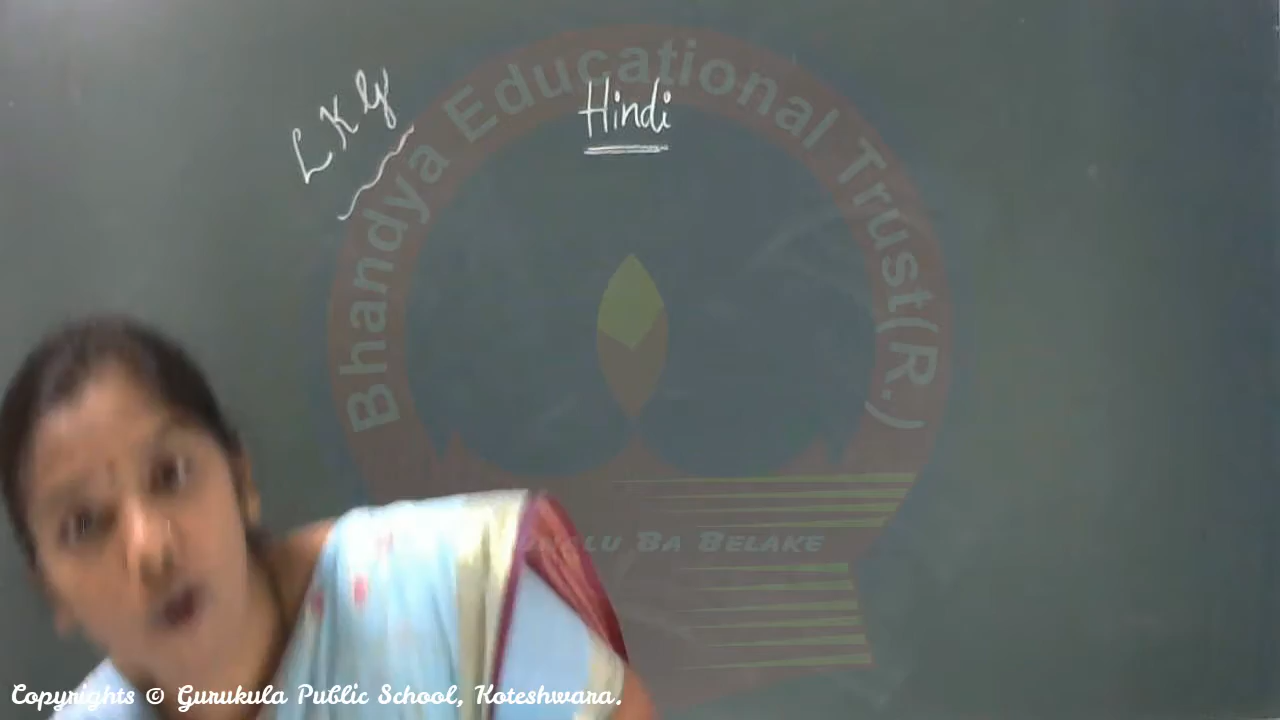 LKG
Hindi
Bhandya Educational Trust(R.)
Ba Belake
Copyrights © Gurukula Public School, Koteshwara.